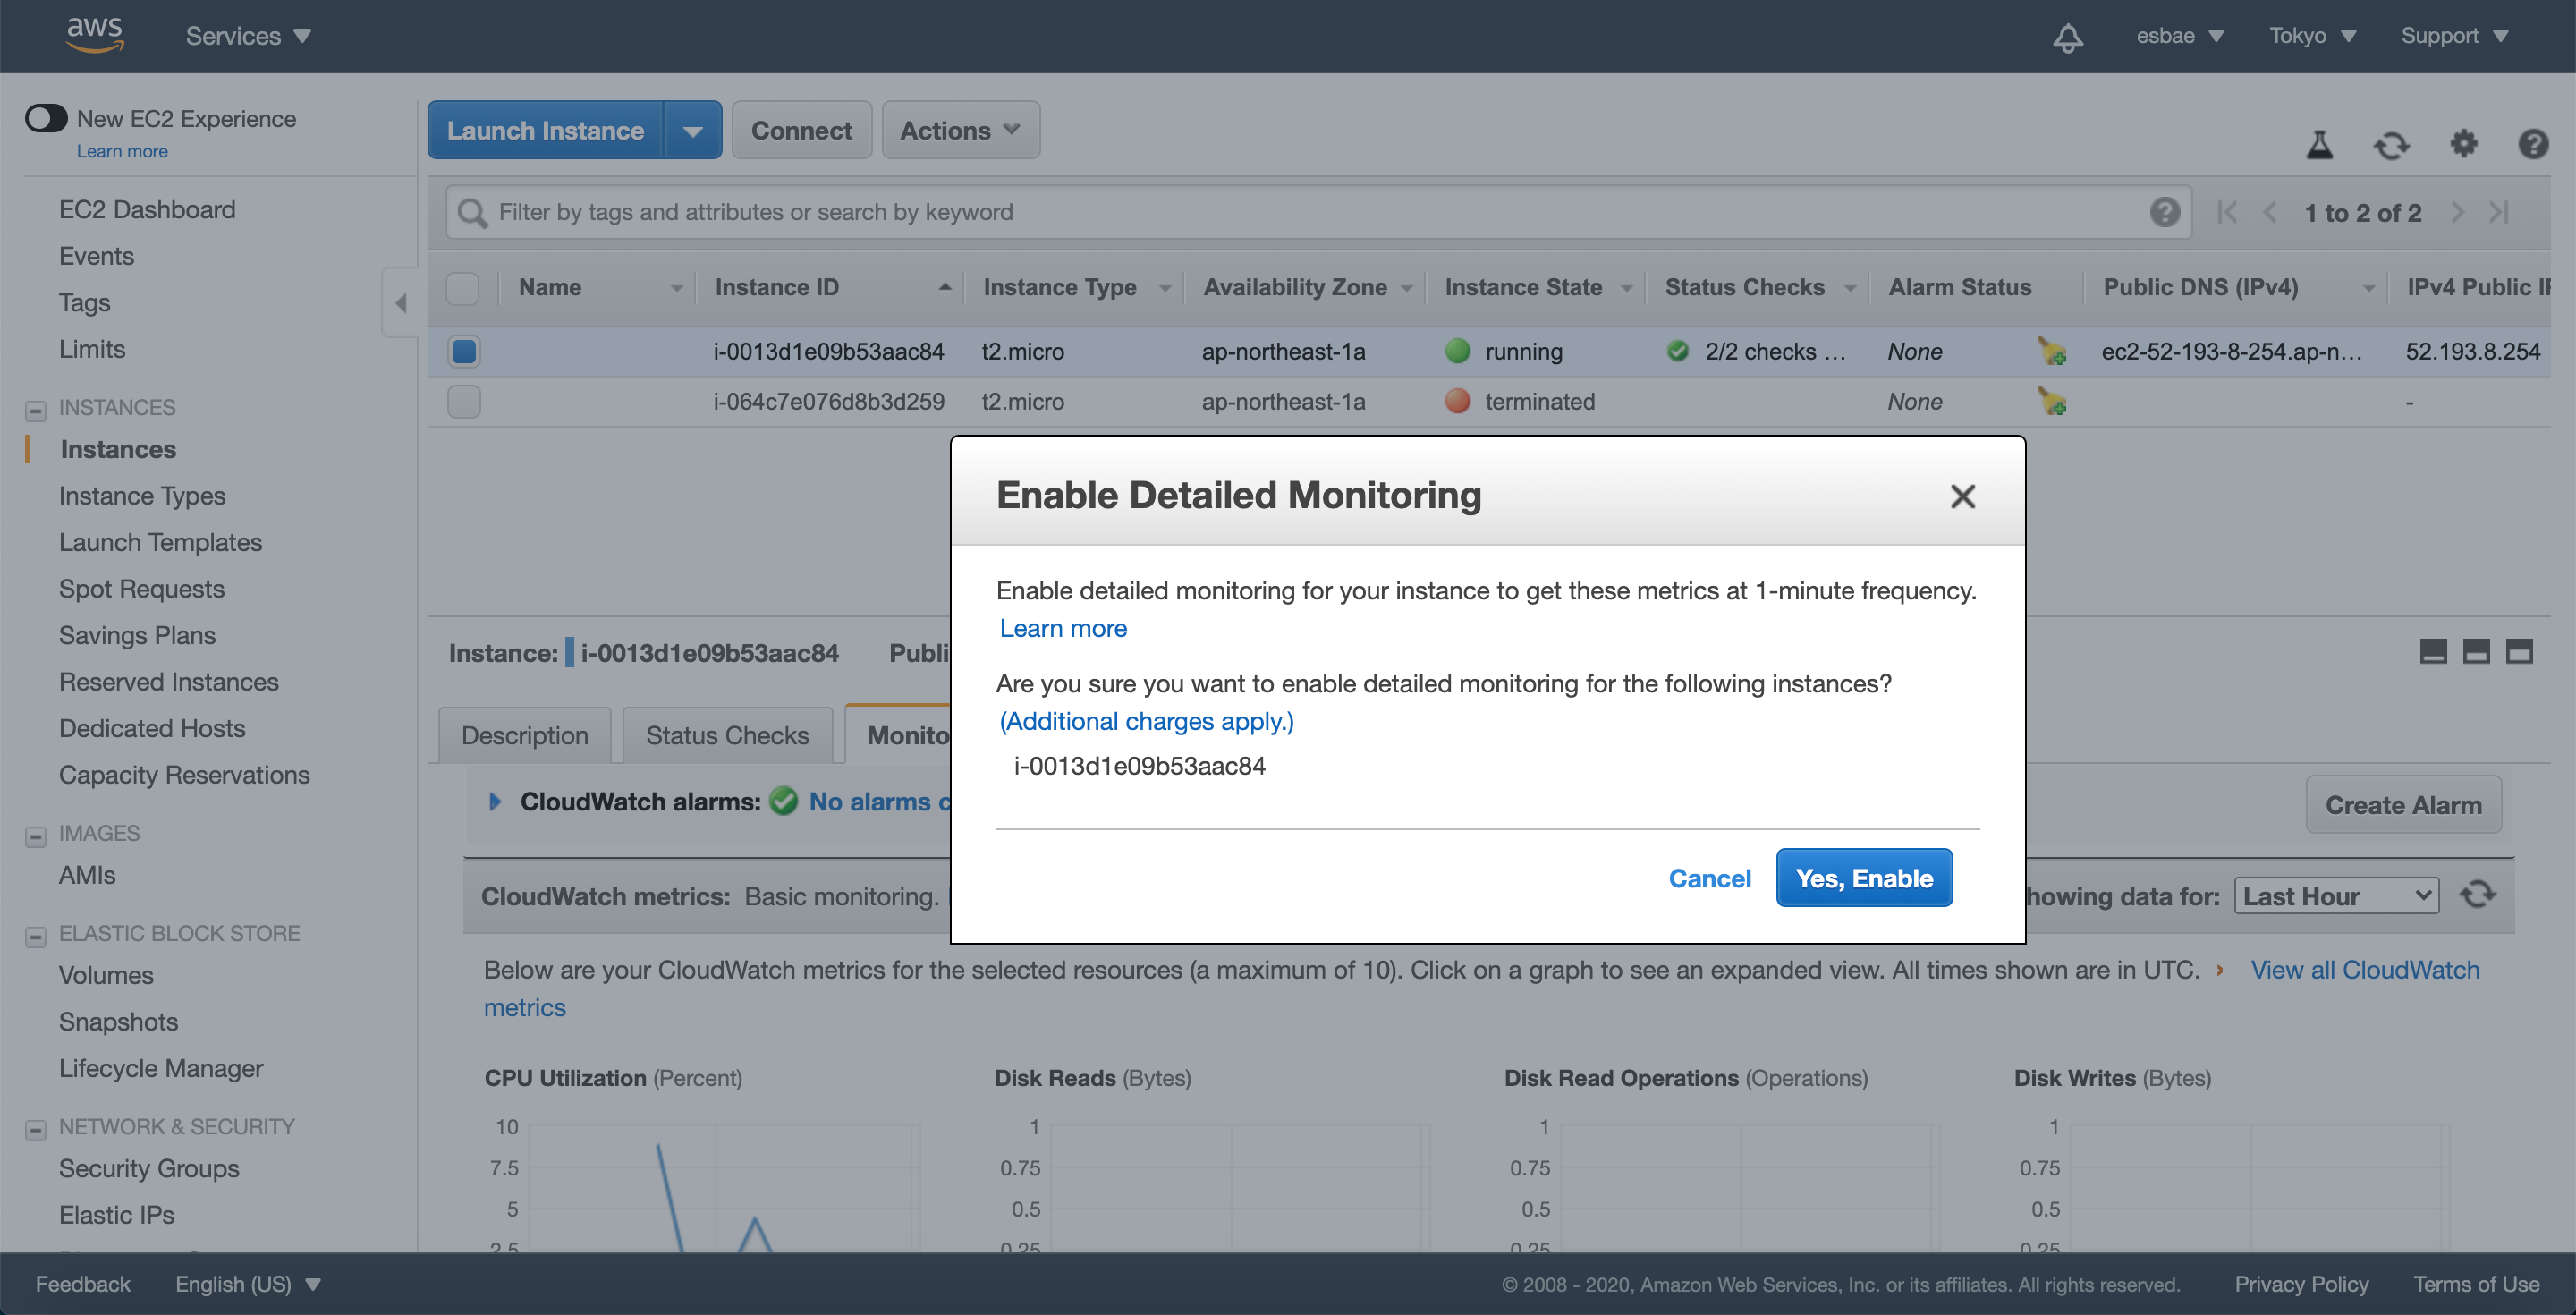 aws
Services
esbae
Tokyo
Support
New EC2 Experience
Learn more
EC2 Dashboard
Events
Tags
Limits
INSTANCES
Instances
Instance Types
Launch Templates
Spot Requests
Savings Plans
Reserved Instances
Dedicated Hosts
Capacity Reservations
IMAGES
AMIs
ELASTIC BLOCK STORE
Volumes
Snapshots
Lifecycle Manager
NETWORK & SECURITY
Security Groups
Elastic IPs
Launch Instance
Connect
Actions
Filter by tags and attributes or search by keyword
1 to 2 of 2
Name Instance ID Instance Type Availability Zone Instance State Status Checks Alarm Status Public DNS (IPv4) IPv4 Public
i-0013d1e09b53aac84 t2.micro ap-northeast-1a running 2/2 checks ... None ec2-52-193-8-254.ap-n... 52.193.8.254
i-064c7e076d8b3d259 t2.micro ap-northeast-1a terminated None -
Enable Detailed Monitoring
Enable detailed monitoring for your instance to get these metrics at 1-minute frequency.
Learn more
Are you sure you want to enable detailed monitoring for the following instances?
(Additional charges apply.)
i-0013d1e09b53aac84
Cancel
Yes, Enable
Instance: i-0013d1e09b53aac84 Publi
Description
Status Checks
Monito
CloudWatch alarms: No alarms c
Create Alarm
CloudWatch metrics: Basic monitoring.
howing data for: Last Hour
Below are your CloudWatch metrics for the selected resources (a maximum of 10). Click on a graph to see an expanded view. All times shown are in UTC. View all CloudWatch
metrics
CPU Utilization (Percent)
10
7.5
5
2.5
Disk Reads (Bytes)
1
0.75
0.5
0.25
Disk Read Operations (Operations)
1
0.75
0.5
0.25
Disk Writes (Bytes)
1
0.75
0.5
0.25
Feedback
English (US)
© 2008 - 2020, Amazon Web Services, Inc. or its affiliates. All rights reserved.
Privacy Policy
Terms of Use